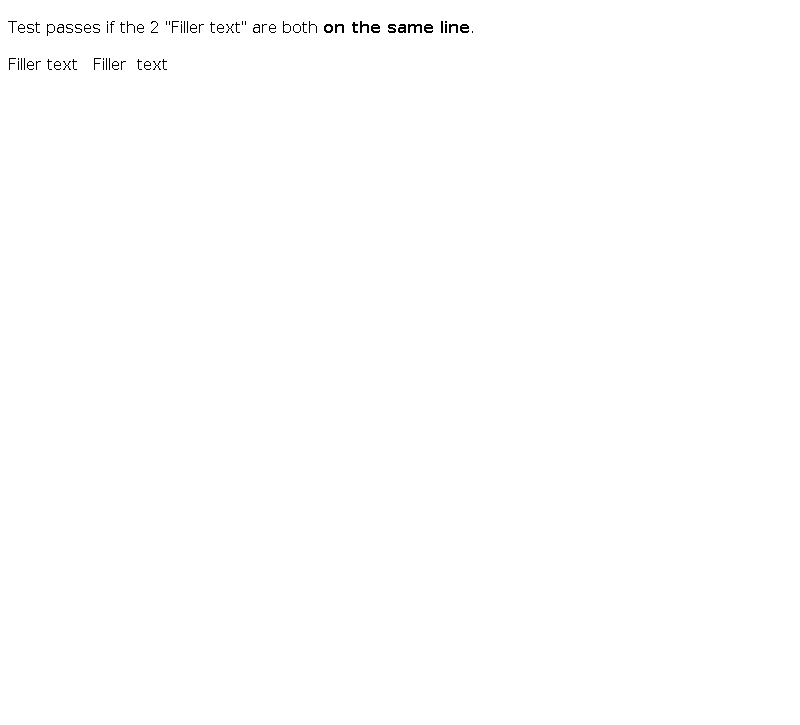 Test passes if the 2 "Filler text" are both on the same line.
Filler text   Filler  text